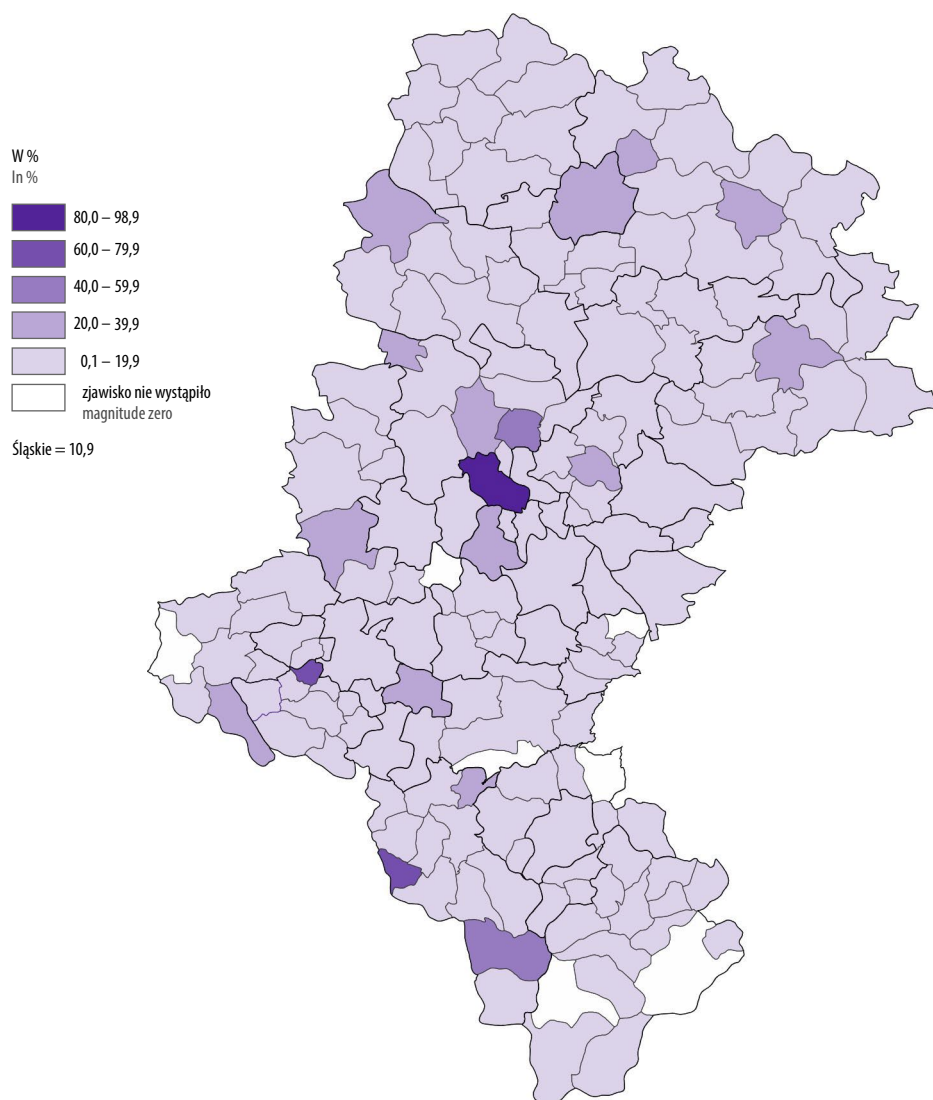 W %
In %
80,0 – 98,9
60,0 – 79,9
40,0 – 59,9
20,0 – 39,9
0,1 – 19,9
zjawisko nie wystąpiło
magnitude zero
Śląskie = 10,9